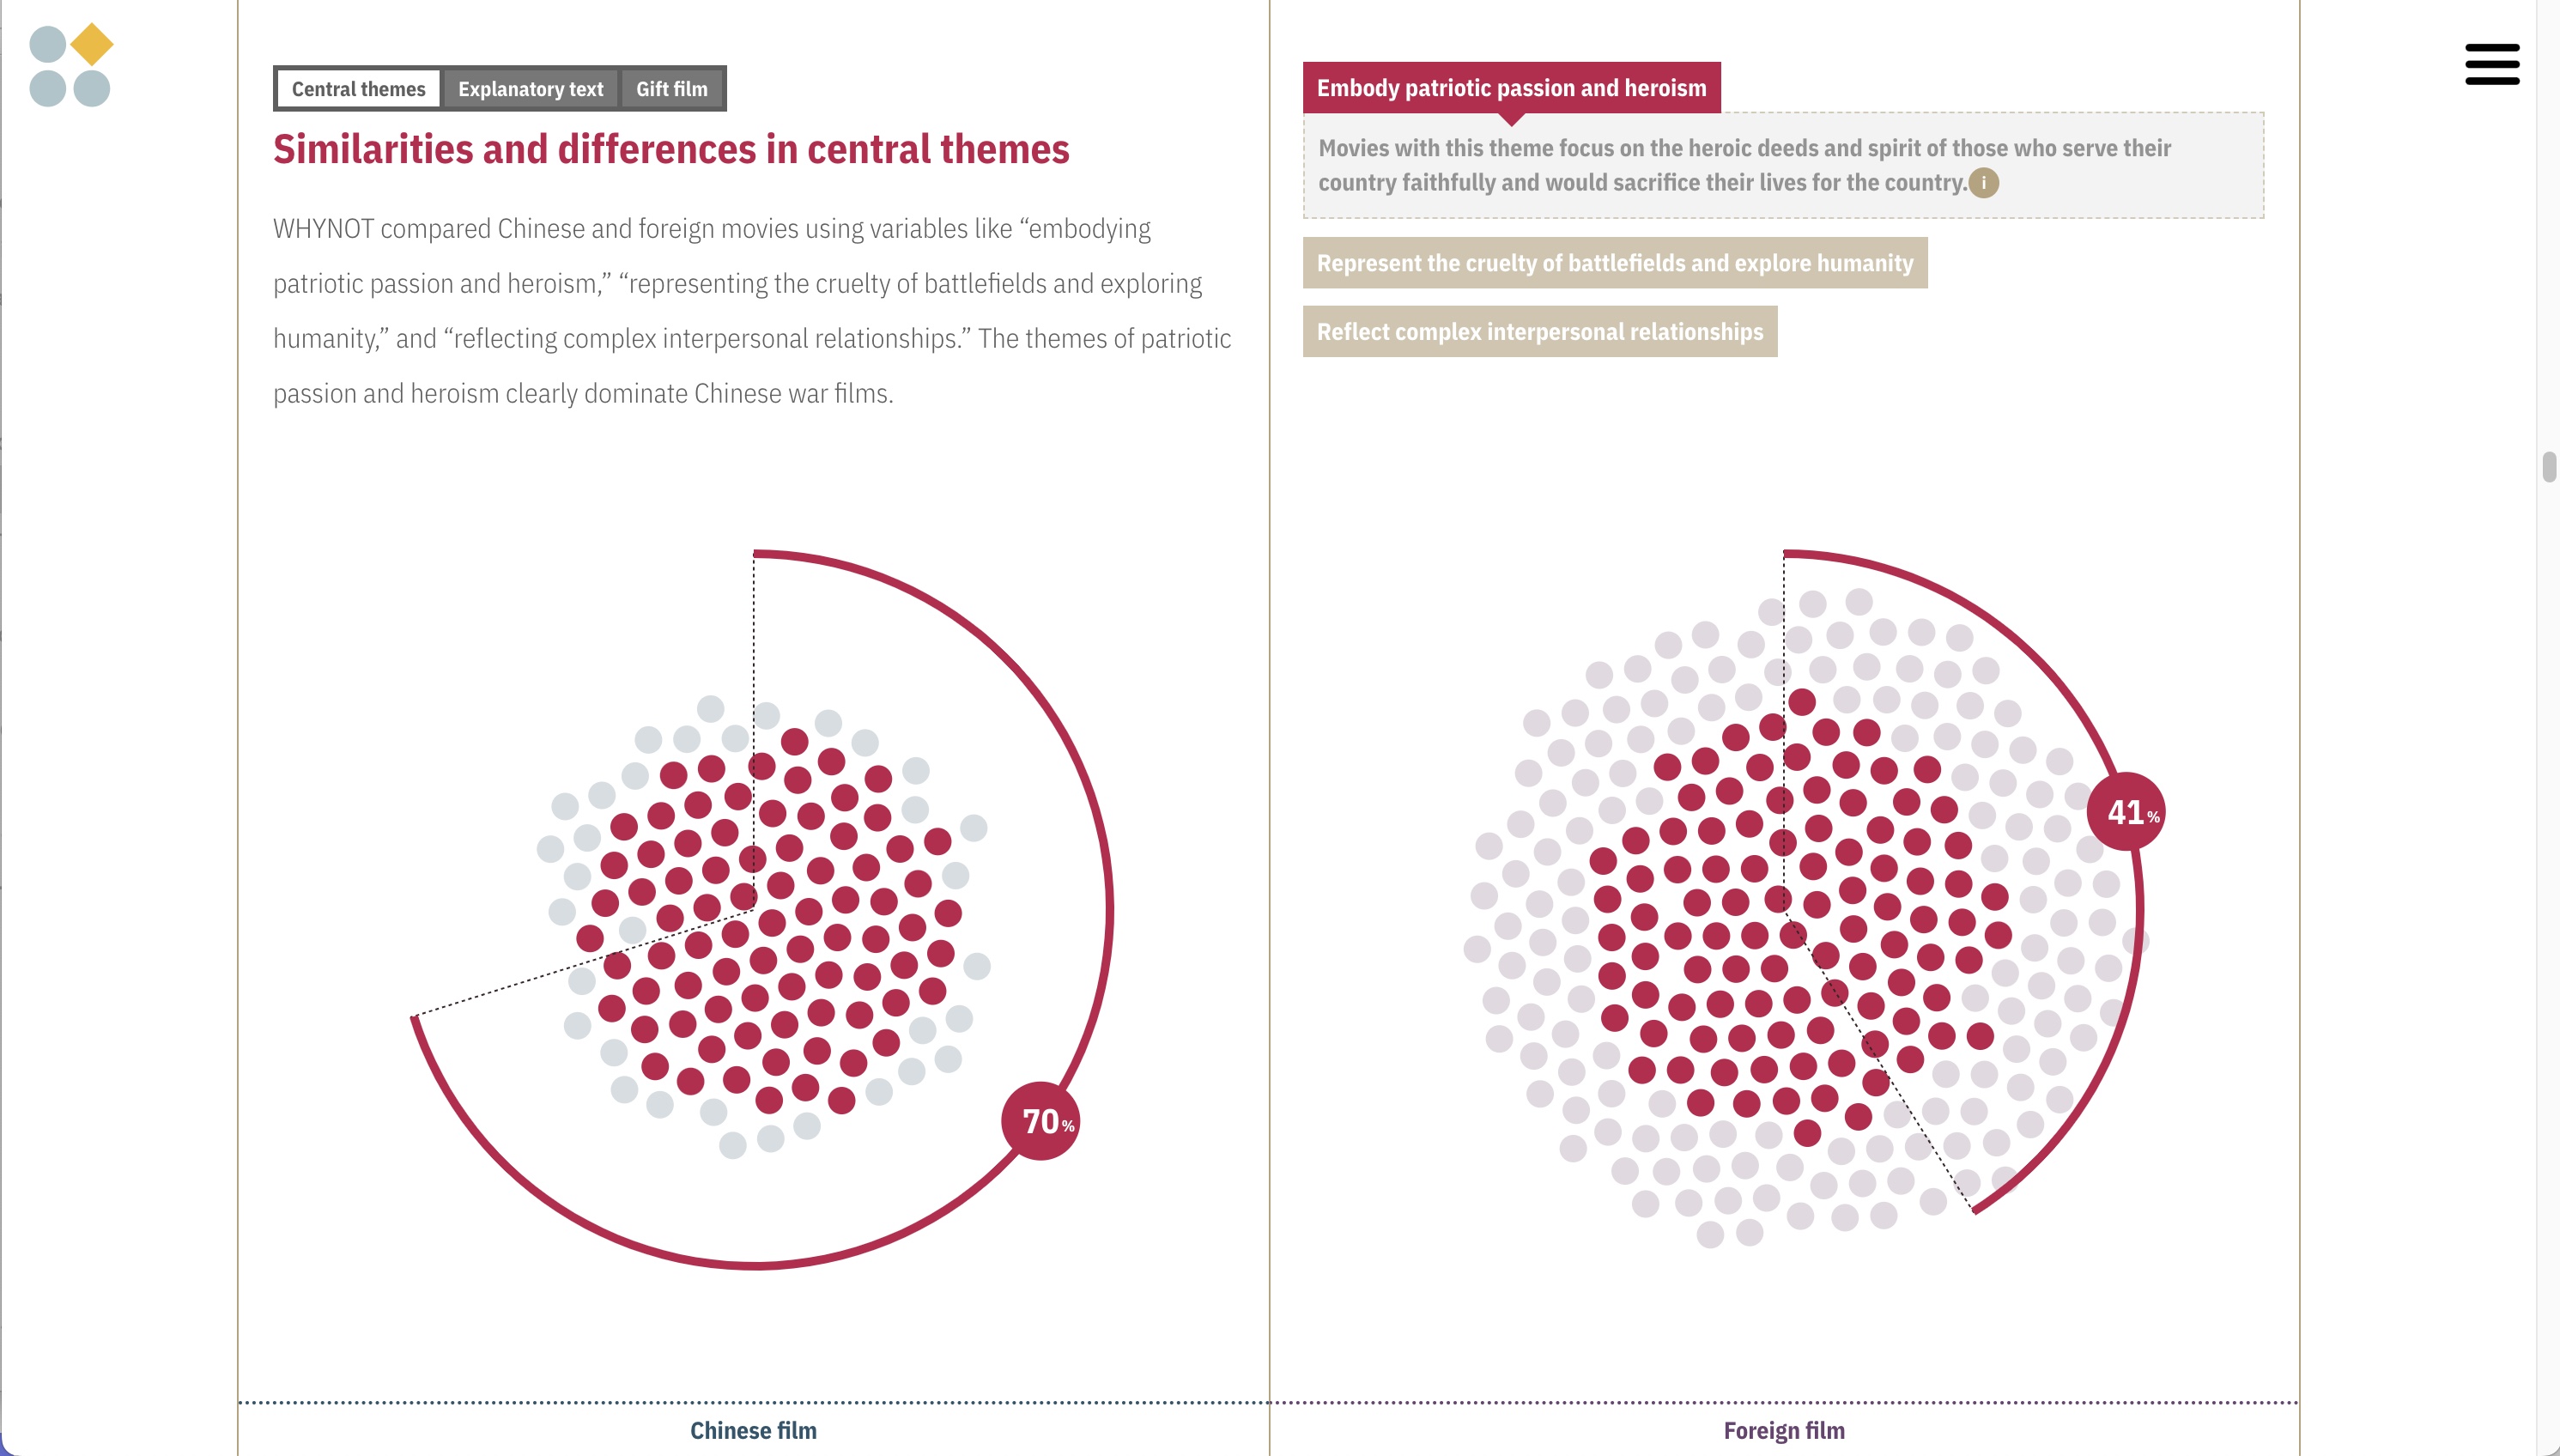 Central themes
Explanatory text
Gift film
Similarities and differences in central themes
WHYNOT compared Chinese and foreign movies using variables like “embodying
patriotic passion and heroism,” “representing the cruelty of battlefields and exploring
humanity,” and “reflecting complex interpersonal relationships.” The themes of patriotic
passion and heroism clearly dominate Chinese war films.
Embody patriotic passion and heroism
Movies with this theme focus on the heroic deeds and spirit of those who serve their
country faithfully and would sacrifice their lives for the country. i
Represent the cruelty of battlefields and explore humanity
Reflect complex interpersonal relationships
70%
41%
Chinese film
Foreign film